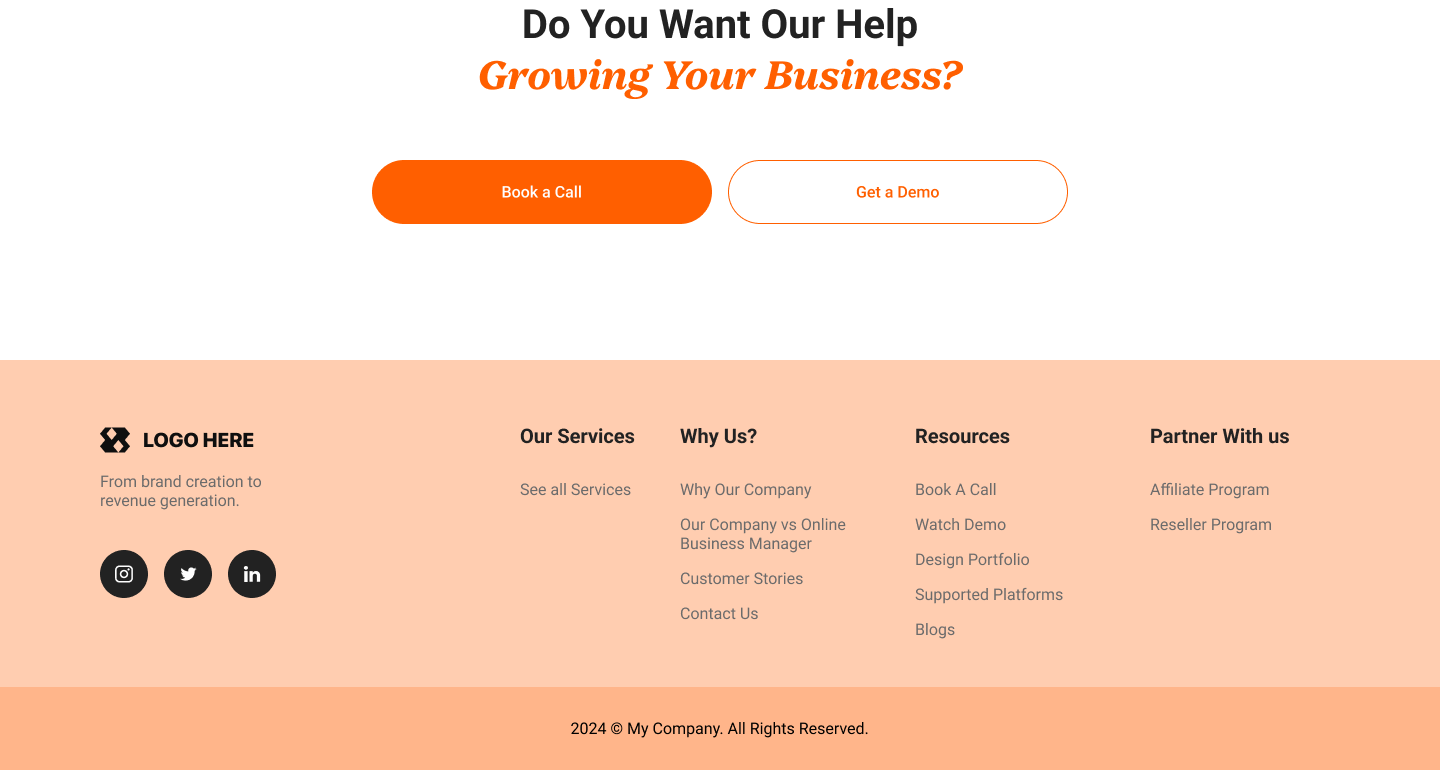 Do You Want Our Help
Growing Your Business?
Book a Call
Get a Demo
LOGO HERE
From brand creation to
revenue generation.
Our Services
See all Services
Why Us?
Why Our Company
Our Company vs Online
Business Manager
Customer Stories
Contact Us
Resources
Book A Call
Watch Demo
Design Portfolio
Supported Platforms
Blogs
Partner With us
Affiliate Program
Reseller Program
2024 © My Company. All Rights Reserved.